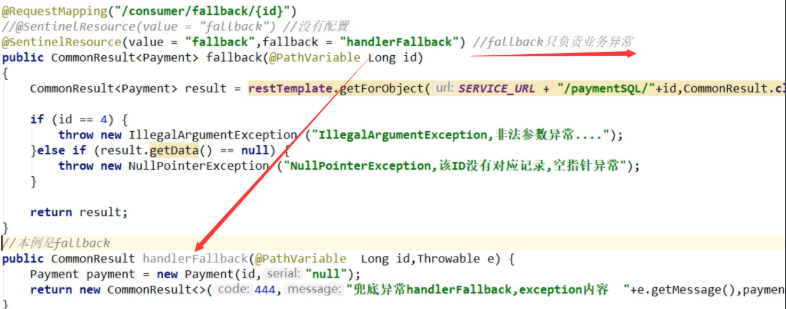 @RequestMapping("/consumer/fallback/{id}")
//@SentinelResource(value = "fallback") //没有配置
@SentinelResource(value = "fallback",fallback = "handlerFallback") //fallback只负责业务异常
public CommonResult<Payment> fallback(@PathVariable Long id)
{
CommonResult<Payment> result = restTemplate.getForObject( url: SERVICE_URL + "/paymentSQL/"+id,CommonResult.cl
if (id == 4) {
throw new IllegalArgumentException ("IllegalArgumentException,非法参数异常....");
}else if (result.getData() == null) {
throw new NullPointerException ("NullPointerException,该ID没有对应记录,空指针异常");
}
return result;
}
//本例是fallback
public CommonResult handlerFallback(@PathVariable Long id,Throwable e) {
Payment payment = new Payment(id, serial: "null");
return new CommonResult<>( code: 444, message: "兜底异常handlerFallback,exception内容 "+e.getMessage(),paymen
}